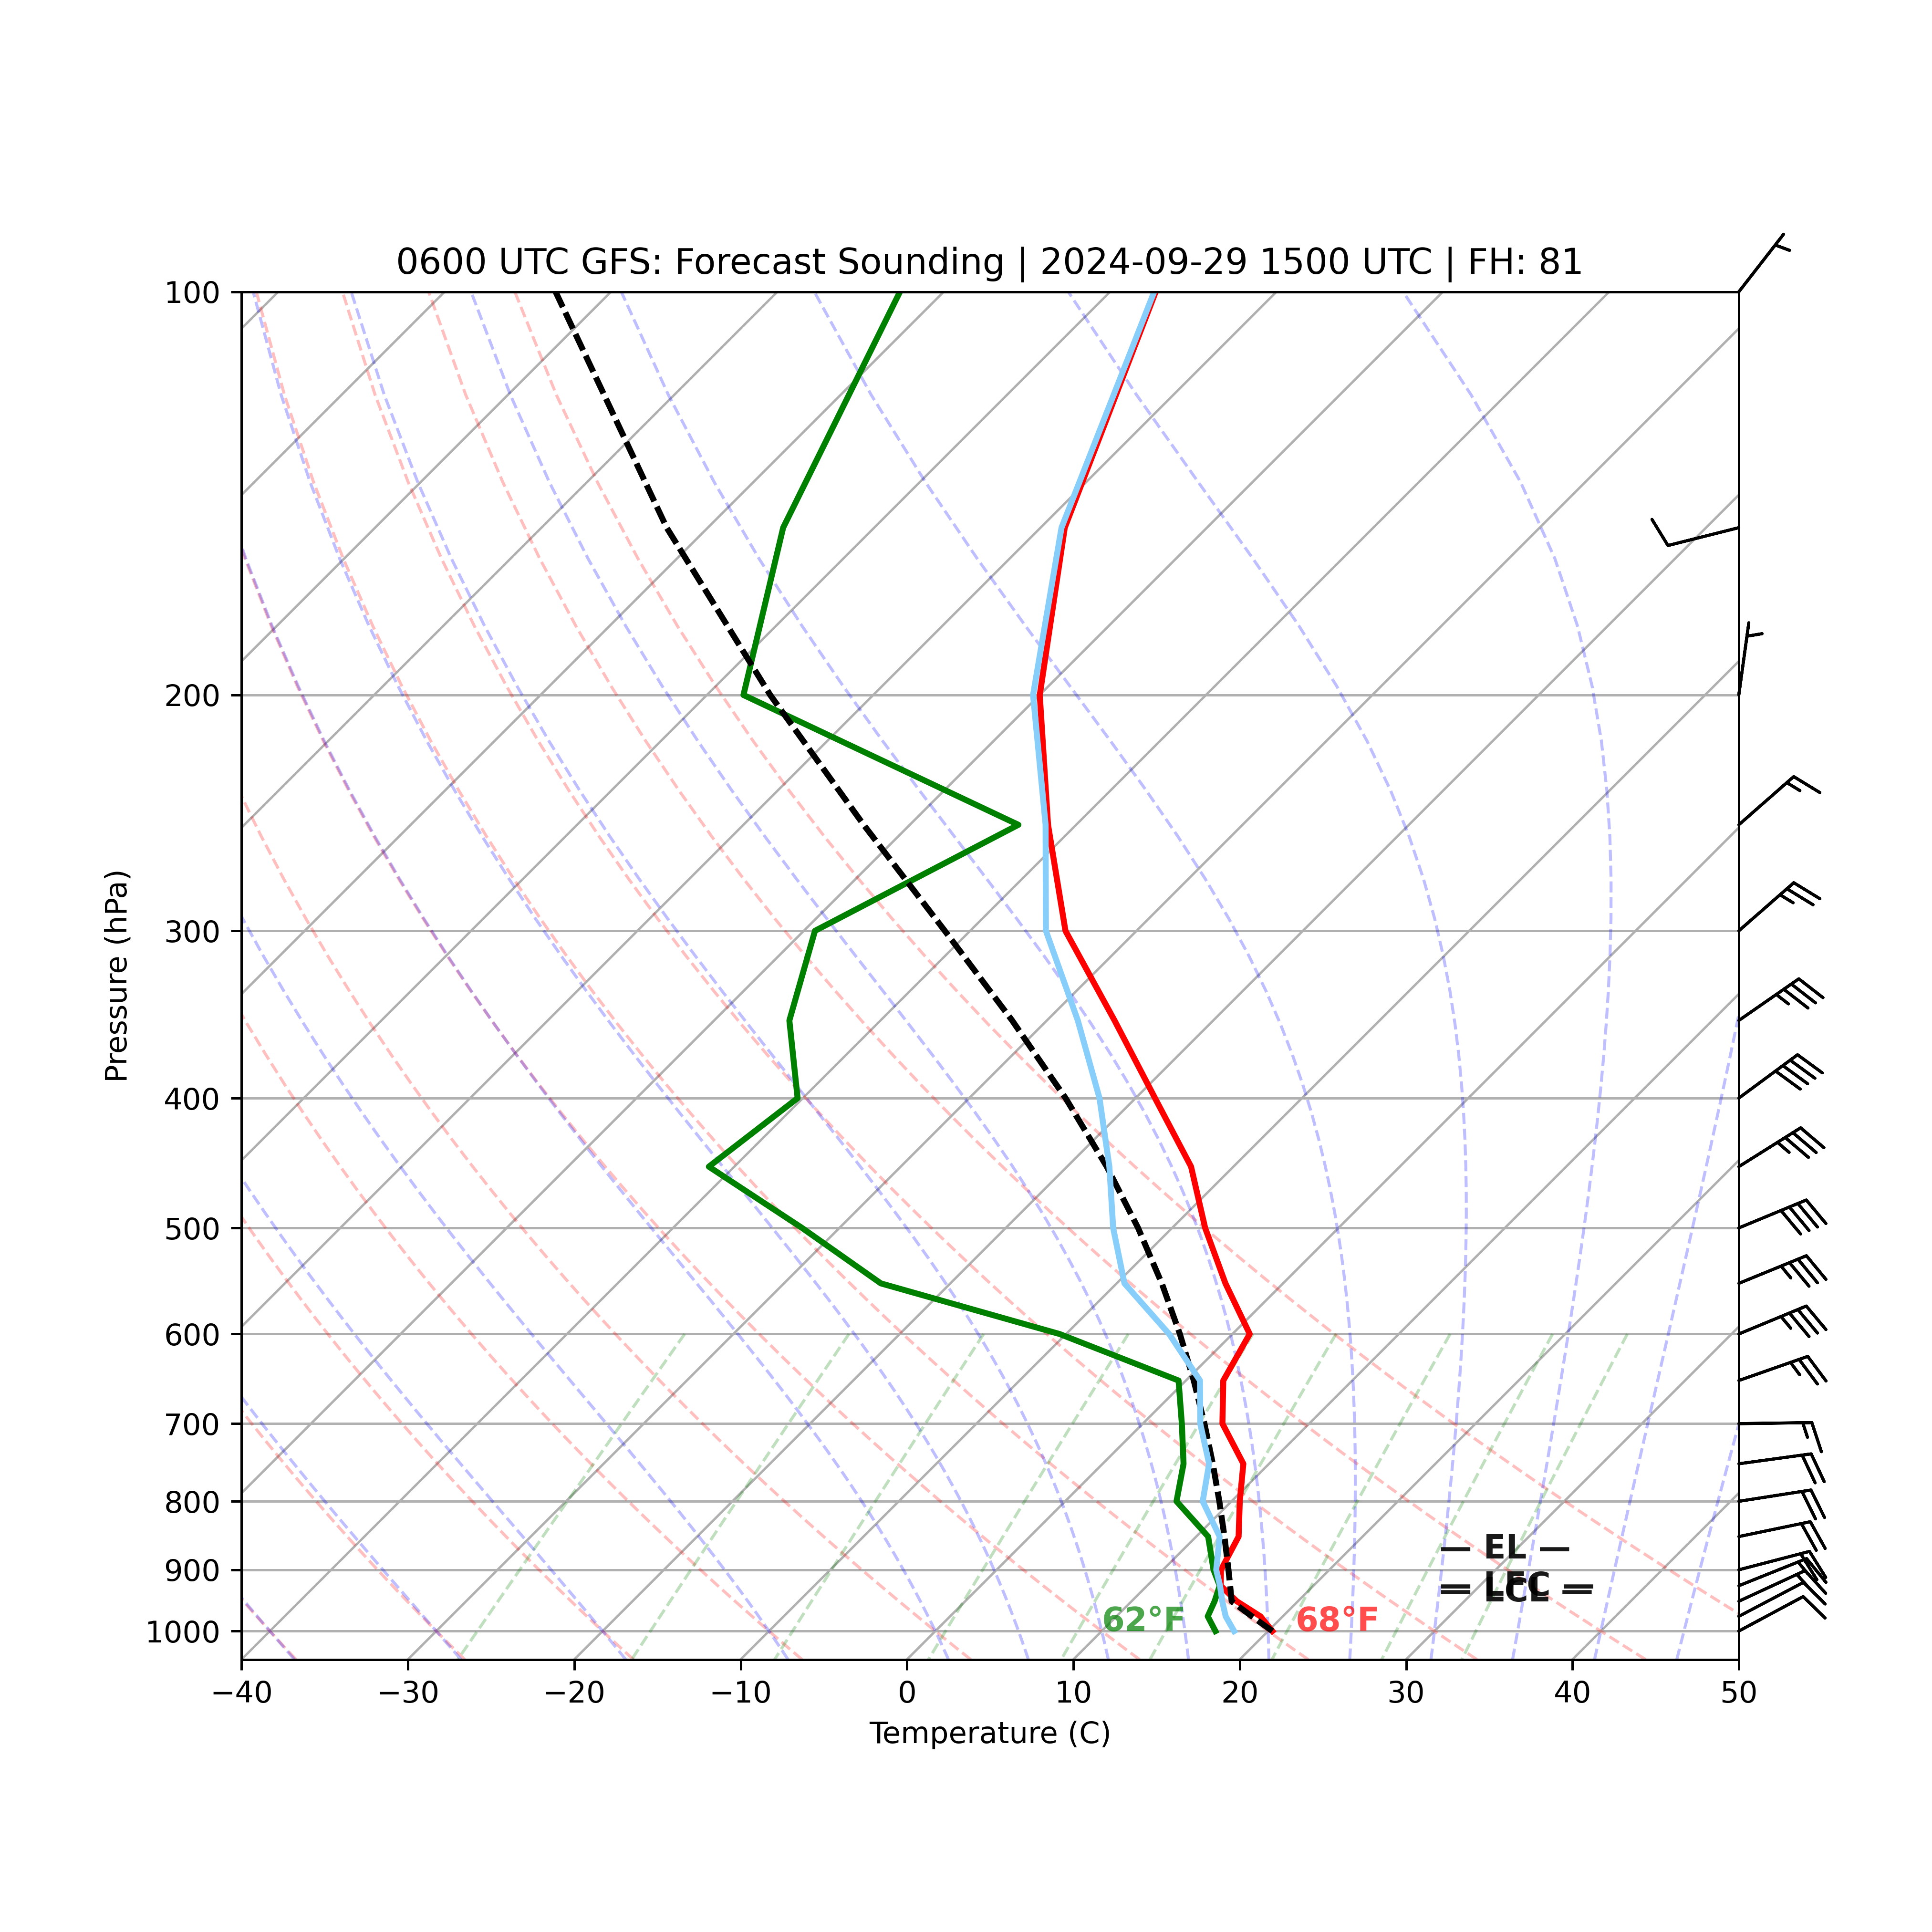 0600 UTC GFS: Forecast Sounding | 2024-09-29 1500 UTC | FH: 81
100
200
300
400
500
600
700
800
900
1000
Pressure (hPa)
— EL —
— LFC —
— LCL —
62°F
68°F
−40 −30 −20 −10 0 10 20 30 40 50
Temperature (C)